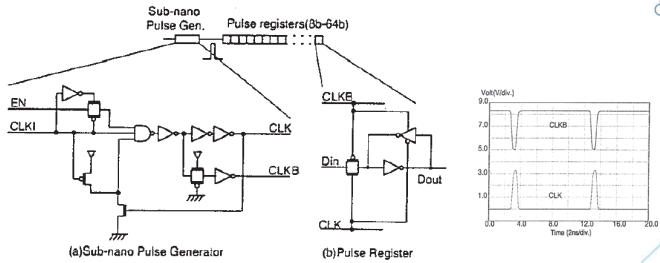 Sub-nano
Pulse Gen.
Pulse registers(8b-64b)
EN
CLKI
CLK
CLKB
(a)Sub-nano Pulse Generator
CLKB
Din
Dout
CLK
(b)Pulse Register
Volt(V/div.)
9.0
7.0
5.0
3.0
1.0
CLKB
CLK
0.0 4.0 8.0 12.0 16.0 20.0
Time (2ns/div.)